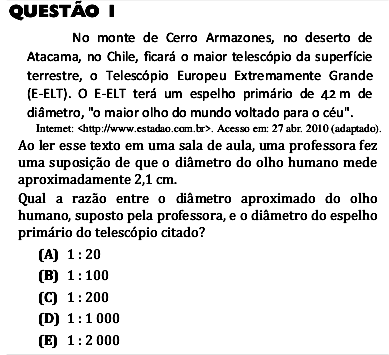 QUESTÃO I
No monte de Cerro Armazones, no deserto de
Atacama, no Chile, ficará o maior telescópio da superfície
terrestre, o Telescópio Europeu Extremamente Grande
(E-ELT). O E-ELT terá um espelho primário de 42 m de
diâmetro, "o maior olho do mundo voltado para o céu".
Internet: <http://www.estadao.com.br>. Acesso em: 27 abr. 2010 (adaptado).
Ao ler esse texto em uma sala de aula, uma professora fez
uma suposição de que o diâmetro do olho humano mede
aproximadamente 2,1 cm.
Qual a razão entre o diâmetro aproximado do olho
humano, suposto pela professora, e o diâmetro do espelho
primário do telescópio citado?
(A) 1 : 20
(B) 1 : 100
(C) 1 : 200
(D) 1 : 1 000
(E) 1 : 2 000